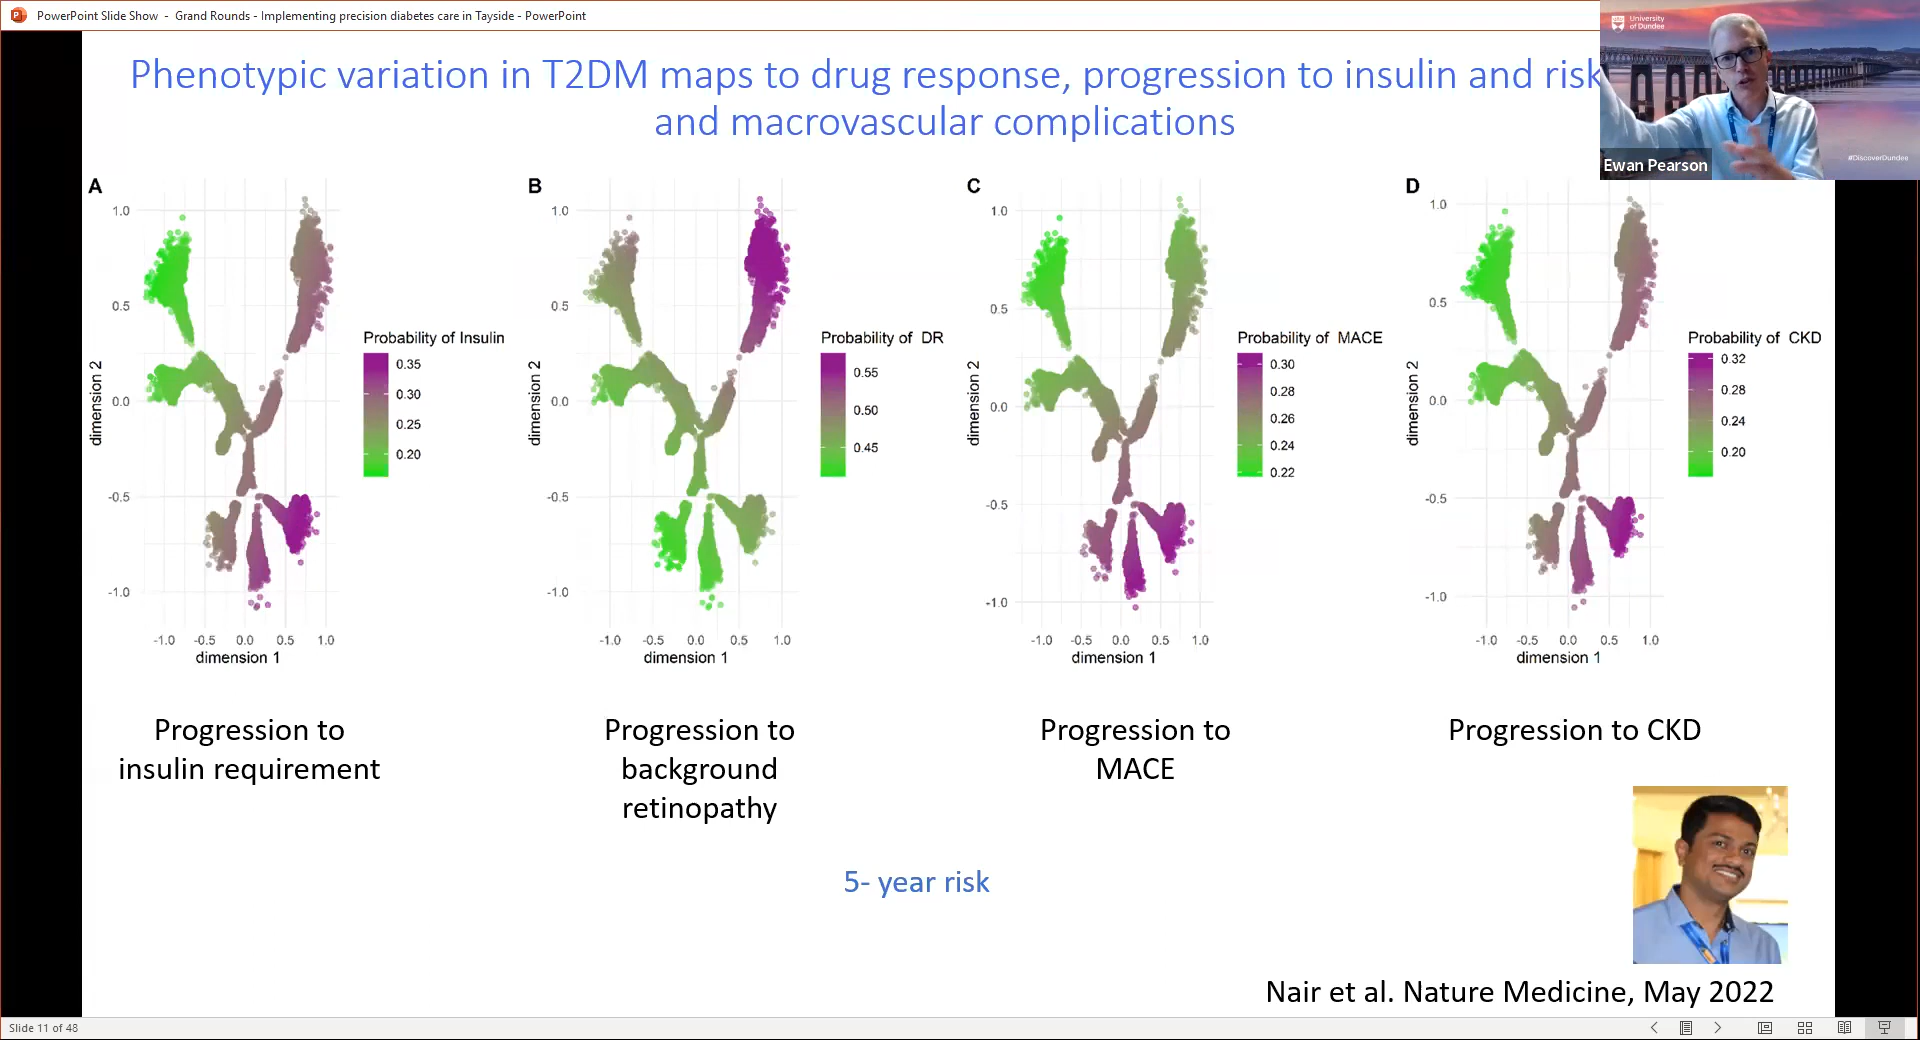 PowerPoint Slide Show - Grand Rounds - Implementing precision diabetes care in Tayside - PowerPoint
University
of Dundee
#DiscoverDundee
Ewan Pearson
Phenotypic variation in T2DM maps to drug response, progression to insulin and risk
and macrovascular complications
A
1.0
0.5
0.0
-0.5
-1.0
dimension 2
-1.0 -0.5 0.0 0.5 1.0
dimension 1
Probability of Insulin
0.35
0.30
0.25
0.20
B
1.0
0.5
0.0
-0.5
-1.0
dimension 2
-1.0 -0.5 0.0 0.5 1.0
dimension 1
Probability of DR
0.55
0.50
0.45
C
1.0
0.5
0.0
-0.5
-1.0
dimension 2
-1.0 -0.5 0.0 0.5 1.0
dimension 1
Probability of MACE
0.30
0.28
0.26
0.24
0.22
D
1.0
0.5
0.0
-0.5
-1.0
dimension 2
-1.0 -0.5 0.0 0.5 1.0
dimension 1
Probability of CKD
0.32
0.28
0.24
0.20
Progression to
insulin requirement
Progression to
background
retinopathy
Progression to
MACE
Progression to CKD
5- year risk
Nair et al. Nature Medicine, May 2022
Slide 11 of 48